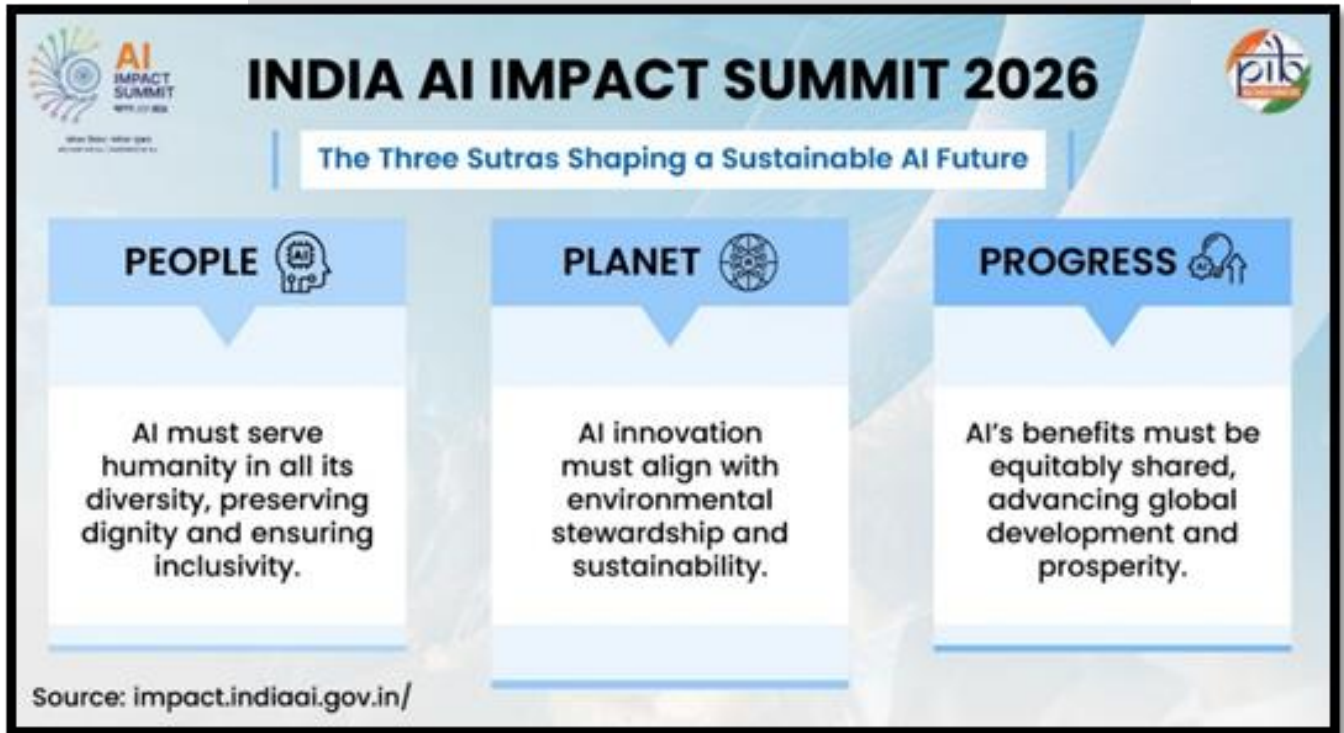 AI
IMPACT
SUMMIT
INDIA AI IMPACT SUMMIT 2026
pib
The Three Sutras Shaping a Sustainable AI Future
PEOPLE
AI
AI must serve
humanity in all its
diversity, preserving
dignity and ensuring
inclusivity.
PLANET
AI innovation
must align with
environmental
stewardship and
sustainability.
PROGRESS
AI
AI's benefits must be
equitably shared,
advancing global
development and
prosperity.
Source: impact.indiaai.gov.in/